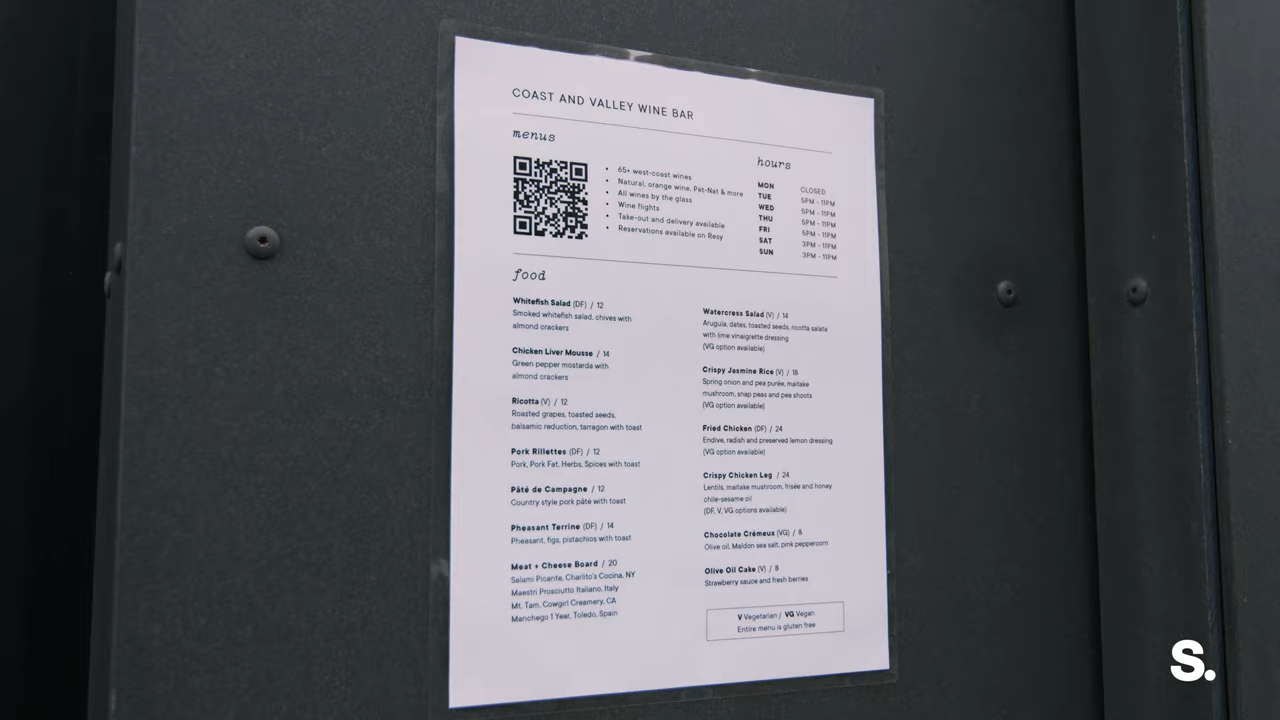 COAST AND VALLEY WINE BAR
menus
• 65+ west-coast wines
• Natural, orange wine, Pét-Nat & more
• All wines by the glass
• Wine flights
• Take-out and delivery available
• Reservations available on Resy
hours
MON CLOSED
TUE 5PM - 11PM
WED 5PM - 11PM
THU 5PM - 11PM
FRI 5PM - 11PM
SAT 3PM - 11PM
SUN 3PM - 11PM
food
Whitefish Salad (DF) / 12
Smoked whitefish salad, chives with
almond crackers
Chicken Liver Mousse / 14
Green pepper mostarda with
almond crackers
Ricotta (V) / 12
Roasted grapes, toasted seeds,
balsamic reduction, tarragon with toast
Pork Rillettes (DF) / 12
Pork, Pork Fat, Herbs, Spices with toast
Pâté de Campagne / 12
Country style pork pâté with toast
Pheasant Terrine (DF) / 14
Pheasant, figs, pistachios with toast
Meat + Cheese Board / 20
Salami Picante, Charlito's Cocina, NY
Maestri Prosciutto Italiano, Italy
Mt. Tam, Cowgirl Creamery, CA
Manchego 1 Year, Toledo, Spain
Watercress Salad (V) / 14
Arugula, dates, toasted seeds, ricotta salata
with lime vinaigrette dressing
(VG option available)
Crispy Jasmine Rice (V) / 18
Spring onion and pea purée, maitake
mushroom, snap peas and pea shoots
(VG option available)
Fried Chicken (DF) / 24
Endive, radish and preserved lemon dressing
(VG option available)
Crispy Chicken Leg / 24
Lentils, maitake mushroom, frisée and honey
chile-sesame oil
(DF, V, VG options available)
Chocolate Crémeux (VG) / 8
Olive oil, Maldon sea salt, pink peppercorn
Olive Oil Cake (V) / 8
Strawberry sauce and fresh berries
V Vegetarian / VG Vegan
Entire menu is gluten free
S.